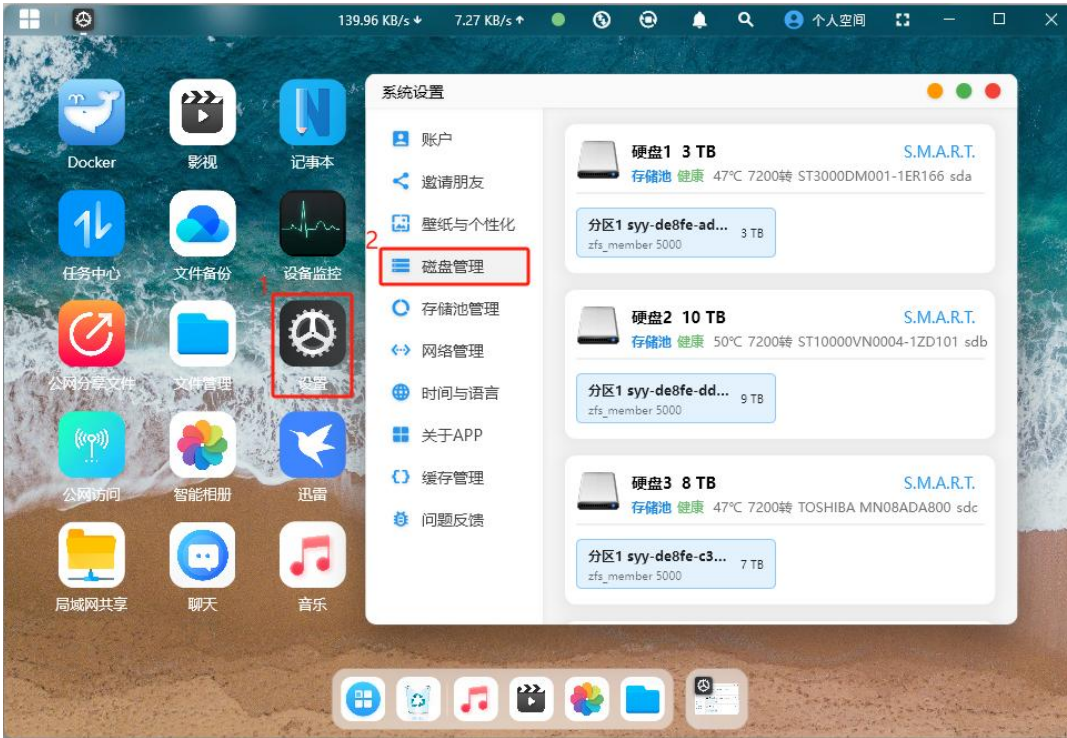 139.96 KB/s 7.27 KB/s 个人空间
Docker 影视 记事本
任务中心 文件备份 设备监控
1
公网分享文件 文件管理 设置
公网访问 智能相册 迅雷
局域网共享 聊天 音乐
系统设置
账户
邀请朋友
壁纸与个性化
2
磁盘管理
存储池管理
网络管理
时间与语言
关于APP
缓存管理
问题反馈
硬盘1 3 TB S.M.A.R.T.
存储池 健康 47℃ 7200转 ST3000DM001-1ER166 sda
分区1 syy-de8fe-ad... 3 TB
zfs_member 5000
硬盘2 10 TB S.M.A.R.T.
存储池 健康 50℃ 7200转 ST10000VN0004-1ZD101 sdb
分区1 syy-de8fe-dd... 9 TB
zfs_member 5000
硬盘3 8 TB S.M.A.R.T.
存储池 健康 47℃ 7200转 TOSHIBA MN08ADA800 sdc
分区1 syy-de8fe-c3... 7 TB
zfs_member 5000